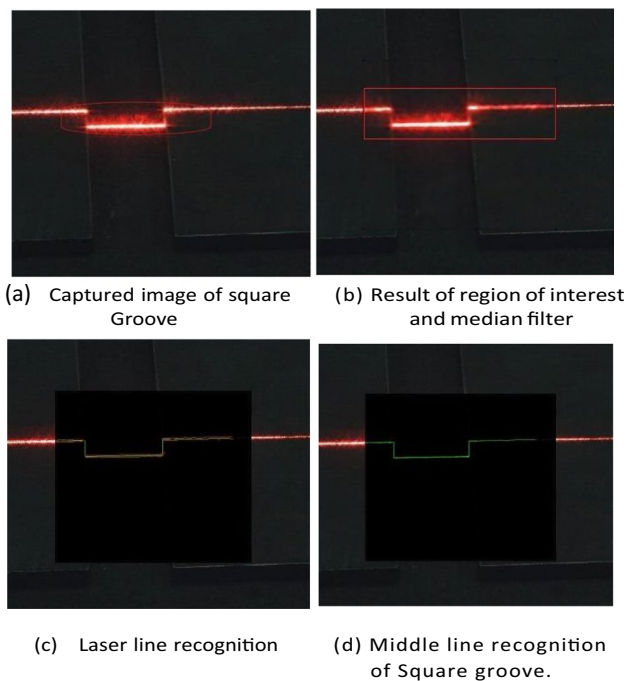 (a) Captured image of square
Groove
(b) Result of region of interest
and median filter
(c) Laser line recognition
(d) Middle line recognition
of Square groove.